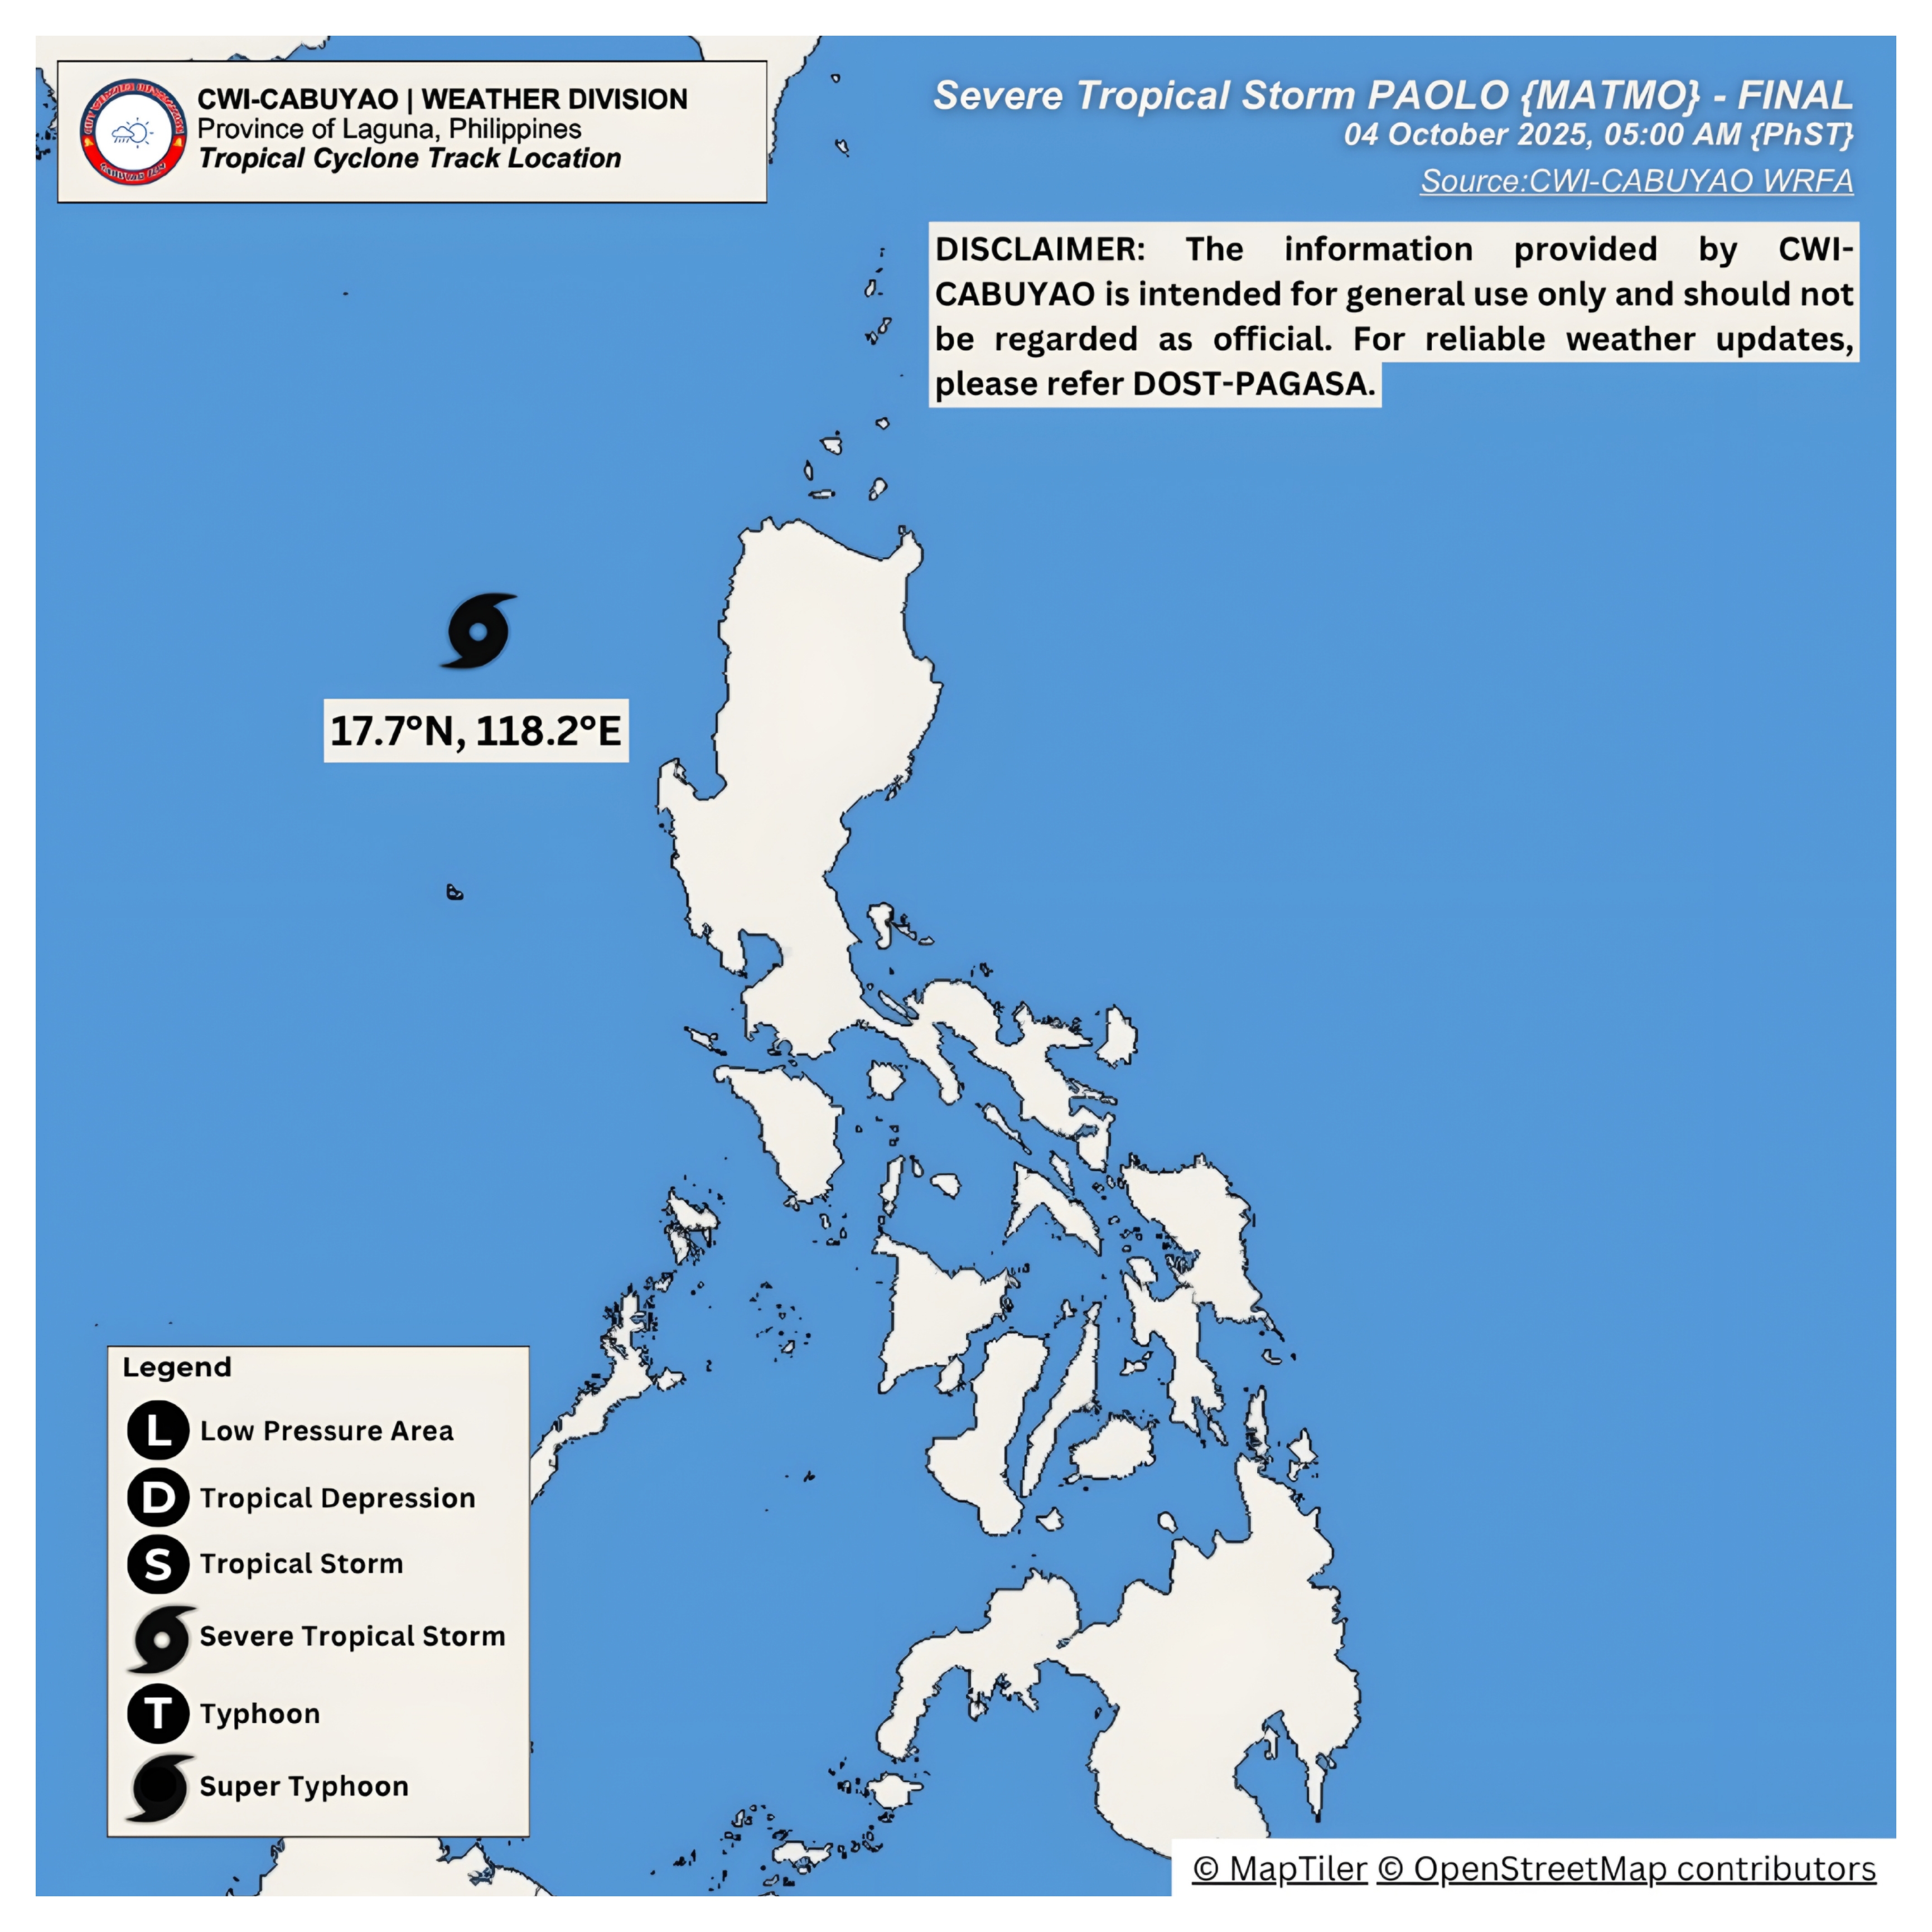 CWI-CABUYAO | WEATHER DIVISION
Province of Laguna, Philippines
Tropical Cyclone Track Location
Severe Tropical Storm PAOLO {MATMO} - FINAL
04 October 2025, 05:00 AM {PhST}
Source:CWI-CABUYAO WRFA
DISCLAIMER: The information provided by CWI-
CABUYAO is intended for general use only and should not
be regarded as official. For reliable weather updates,
please refer DOST-PAGASA.
17.7°N, 118.2°E
Legend
L Low Pressure Area
D Tropical Depression
S Tropical Storm
Severe Tropical Storm
T Typhoon
Super Typhoon
© MapTiler © OpenStreetMap contributors